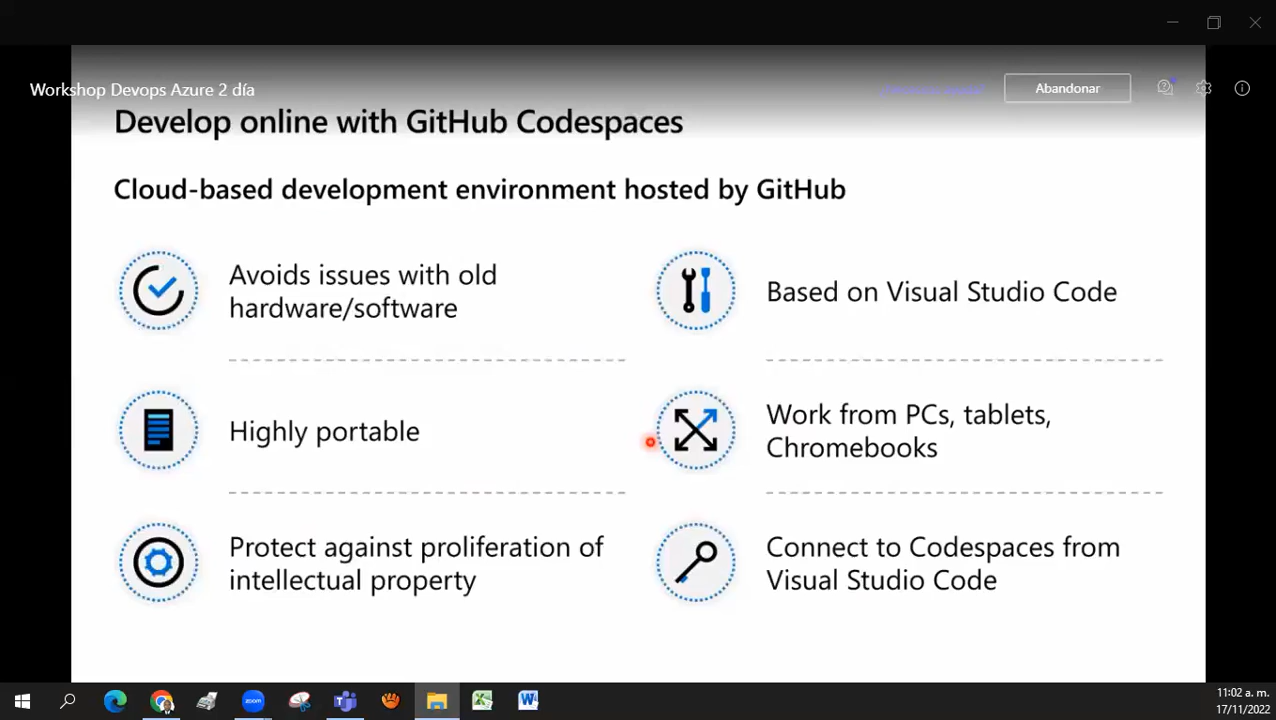 Workshop Devops Azure 2 día
Abandonar
Develop online with GitHub Codespaces
Cloud-based development environment hosted by GitHub
Avoids issues with old
hardware/software
Based on Visual Studio Code
Highly portable
Work from PCs, tablets,
Chromebooks
Protect against proliferation of
intellectual property
Connect to Codespaces from
Visual Studio Code
zoom
11:02 a. m.
17/11/2022